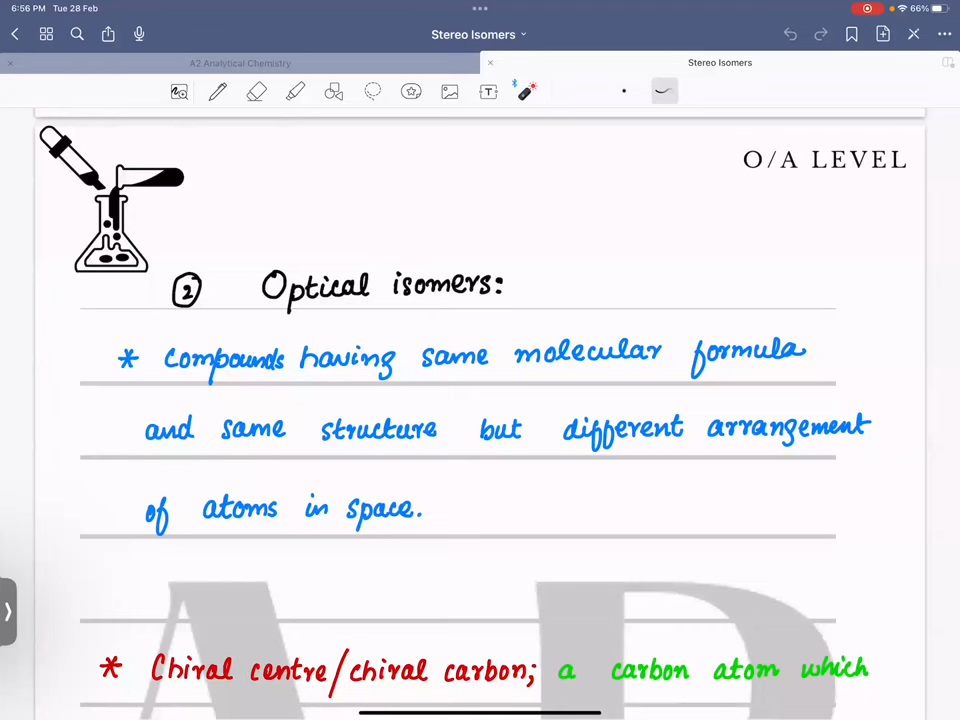 6:56 PM Tue 28 Feb
66%
Stereo Isomers
A2 Analytical Chemistry
Stereo Isomers
O/A LEVEL
2 Optical isomers:
* Compounds having same molecular formula
and same structure but different arrangement
of atoms in space.
* Chiral centre/chiral carbon; a carbon atom which